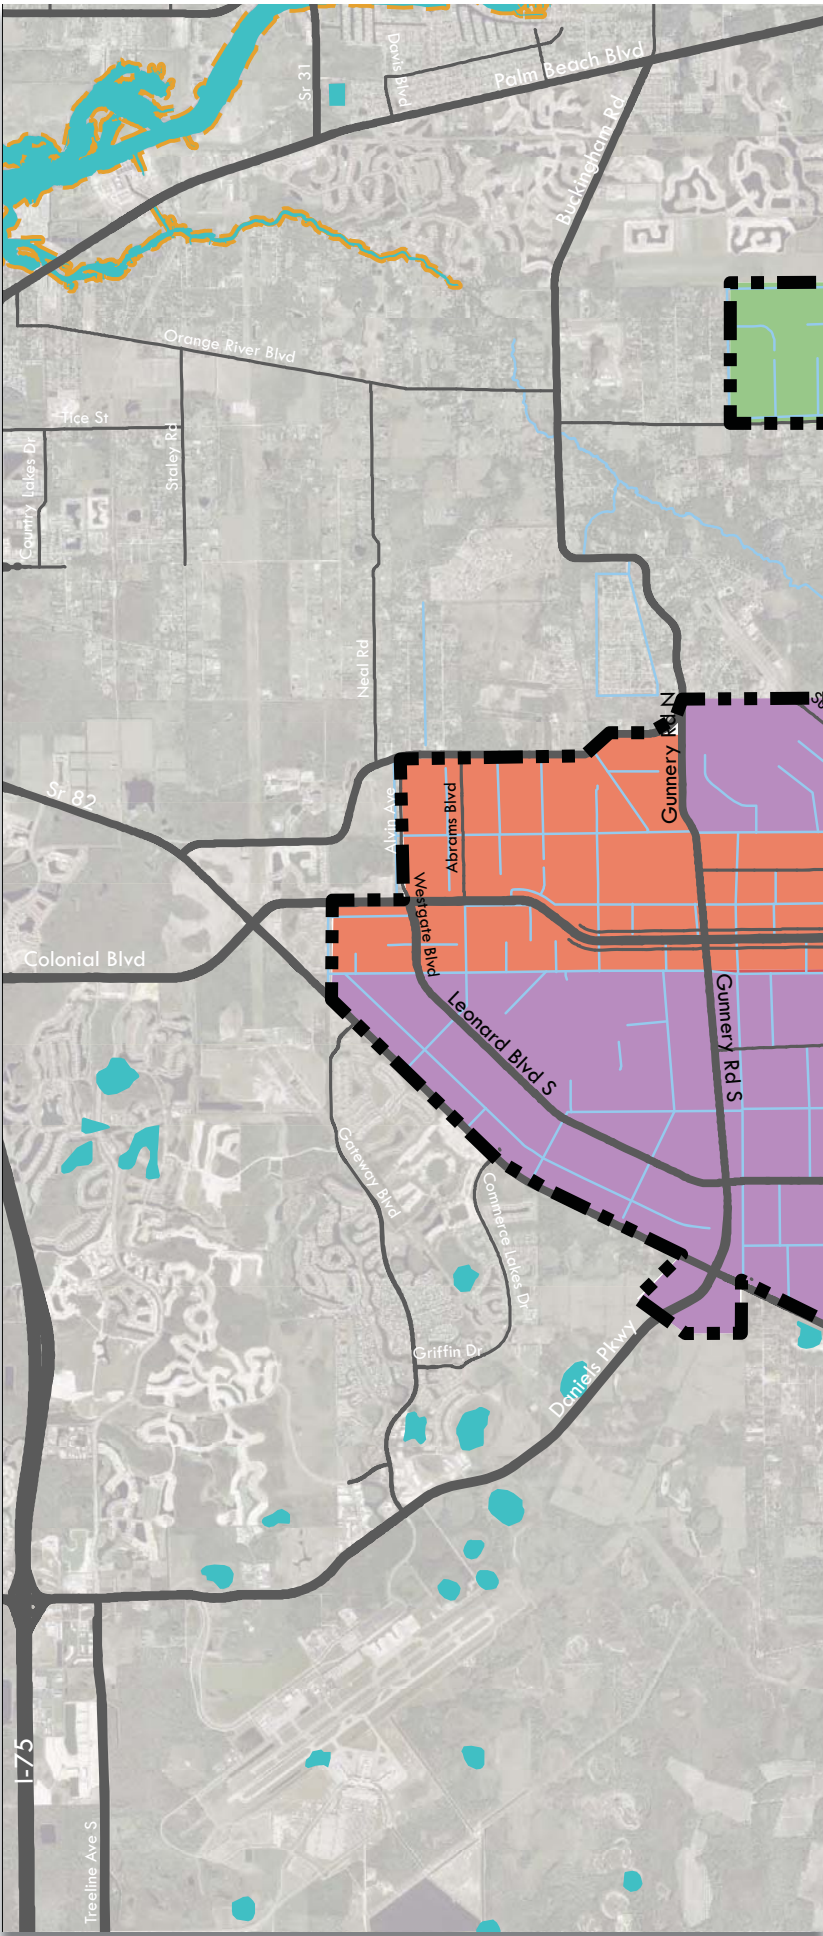 Davis Blvd
Palm Beach Blvd
Sr 31
Buckingham Rd
Orange River Blvd
Tice St
Staley Rd
Country Lakes Dr
Neal Rd
Gunnery Rd N
Sr 82
Alvin Ave
Abrams Blvd
Westgate Blvd
Colonial Blvd
Leonard Blvd S
Gunnery Rd S
Gateway Blvd
Commerce Lakes Dr
Griffin Dr
Daniels Pkwy
I-75
Treeline Ave S